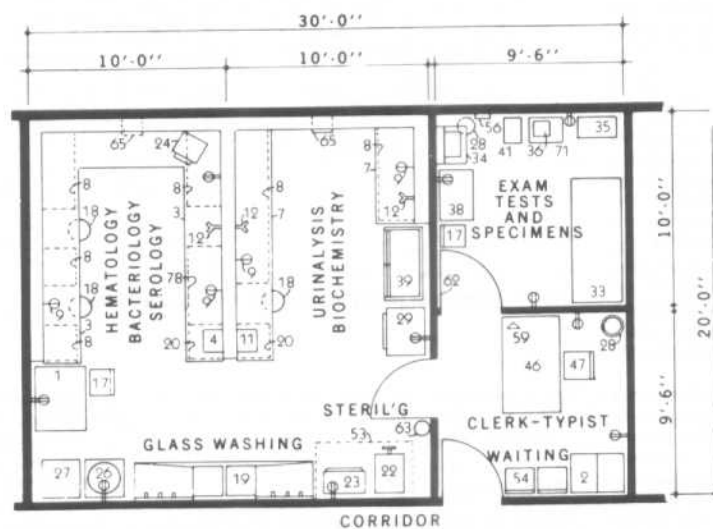 30'-0"
10'-0" 10'-0" 9'-6"
65 24 65 56 35
28 41 36 71
34
8 8 8 8
7 9
EXAM
TESTS
AND
SPECIMENS
10'-0"
20'-0"
18 3 12 12 7 12 38
17
HEMATOLOGY
BACTERIOLOGY
SEROLOGY
URINALYSIS
BIOCHEMISTRY
8 9 7B 39 62
9 18 9 18 33
3 29 59 28
8 20 4 11 20 46 47
1 17
STERIL'G
53 63
CLERK-TYPIST
9'-6"
GLASS WASHING
WAITING
27 26 19 23 22 54 2
CORRIDOR